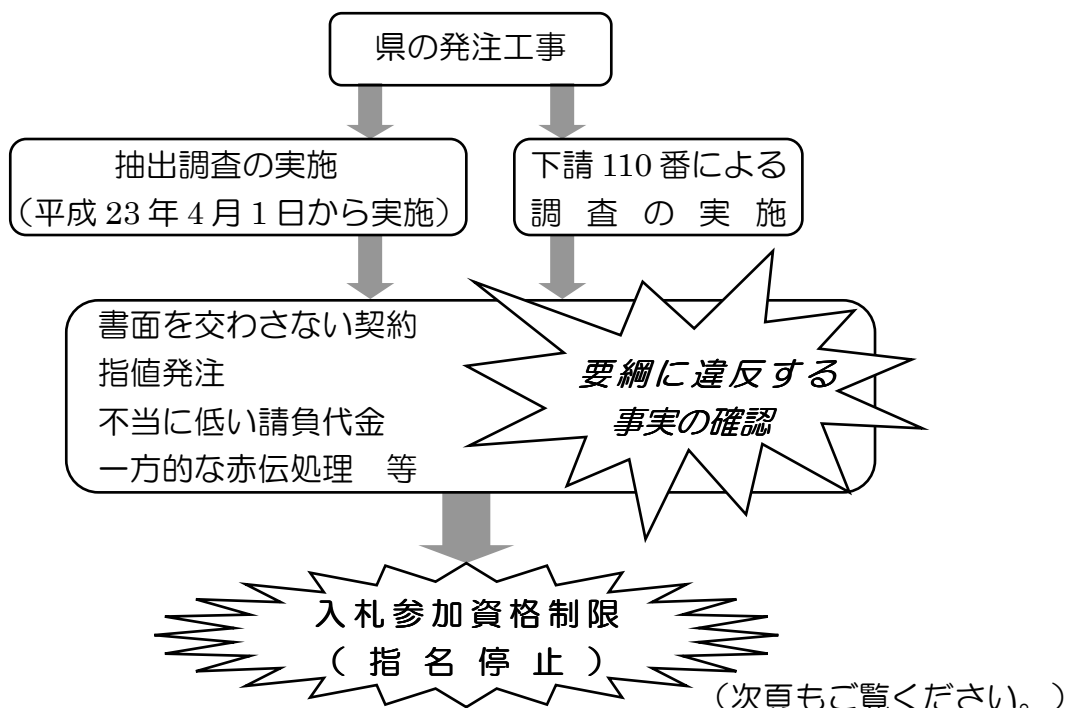 県の発注工事
抽出調査の実施
（平成 23 年 4 月 1 日から実施）
下請 110 番による
調査の実施
書面を交わさない契約
指値発注
不当に低い請負代金
一方的な赤伝処理　等
要綱に違反する
事実の確認
入札参加資格制限
（指名停止）
（次頁もご覧ください。）